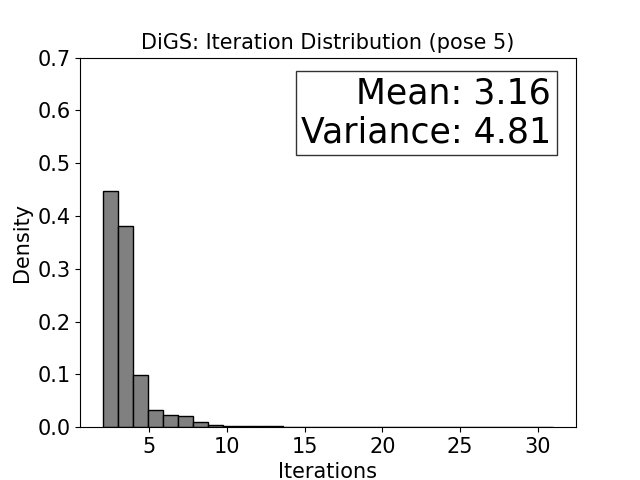 DiGS: Iteration Distribution (pose 5)
Mean: 3.16
Variance: 4.81
0.7
0.6
0.5
0.4
0.3
0.2
0.1
0.0
Density
5 10 15 20 25 30
Iterations